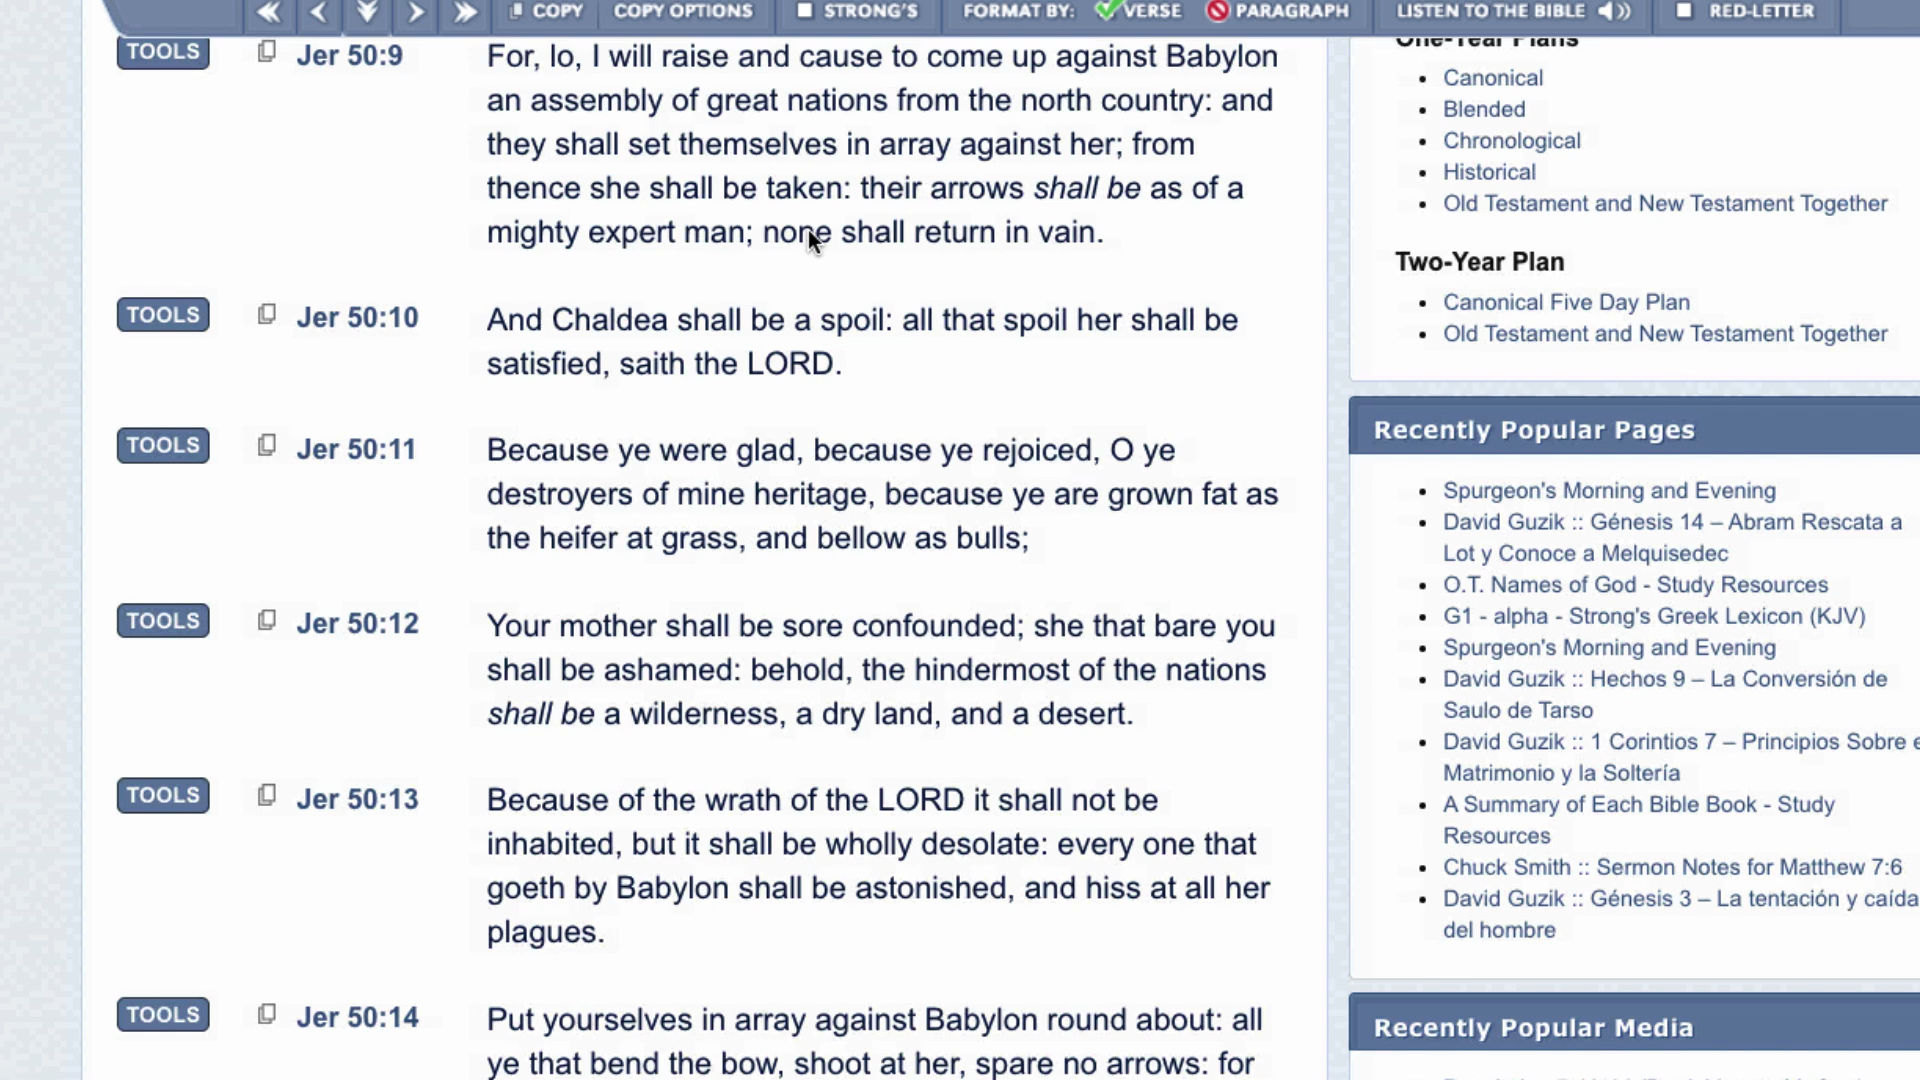 COPY COPY OPTIONS STRONG'S FORMAT BY: VERSE PARAGRAPH LISTEN TO THE BIBLE RED-LETTER
TOOLS Jer 50:9 For, lo, I will raise and cause to come up against Babylon
an assembly of great nations from the north country: and
they shall set themselves in array against her; from
thence she shall be taken: their arrows shall be as of a
mighty expert man; none shall return in vain.
TOOLS Jer 50:10 And Chaldea shall be a spoil: all that spoil her shall be
satisfied, saith the LORD.
TOOLS Jer 50:11 Because ye were glad, because ye rejoiced, O ye
destroyers of mine heritage, because ye are grown fat as
the heifer at grass, and bellow as bulls;
TOOLS Jer 50:12 Your mother shall be sore confounded; she that bare you
shall be ashamed: behold, the hindermost of the nations
shall be a wilderness, a dry land, and a desert.
TOOLS Jer 50:13 Because of the wrath of the LORD it shall not be
inhabited, but it shall be wholly desolate: every one that
goeth by Babylon shall be astonished, and hiss at all her
plagues.
TOOLS Jer 50:14 Put yourselves in array against Babylon round about: all
ye that bend the bow, shoot at her, spare no arrows: for
One-Year Plans
Canonical
Blended
Chronological
Historical
Old Testament and New Testament Together
Two-Year Plan
Canonical Five Day Plan
Old Testament and New Testament Together
Recently Popular Pages
Spurgeon's Morning and Evening
David Guzik :: Génesis 14 – Abram Rescata a
Lot y Conoce a Melquisedec
O.T. Names of God - Study Resources
G1 - alpha - Strong's Greek Lexicon (KJV)
Spurgeon's Morning and Evening
David Guzik :: Hechos 9 – La Conversión de
Saulo de Tarso
David Guzik :: 1 Corintios 7 – Principios Sobre e
Matrimonio y la Soltería
A Summary of Each Bible Book - Study
Resources
Chuck Smith :: Sermon Notes for Matthew 7:6
David Guzik :: Génesis 3 – La tentación y caída
del hombre
Recently Popular Media